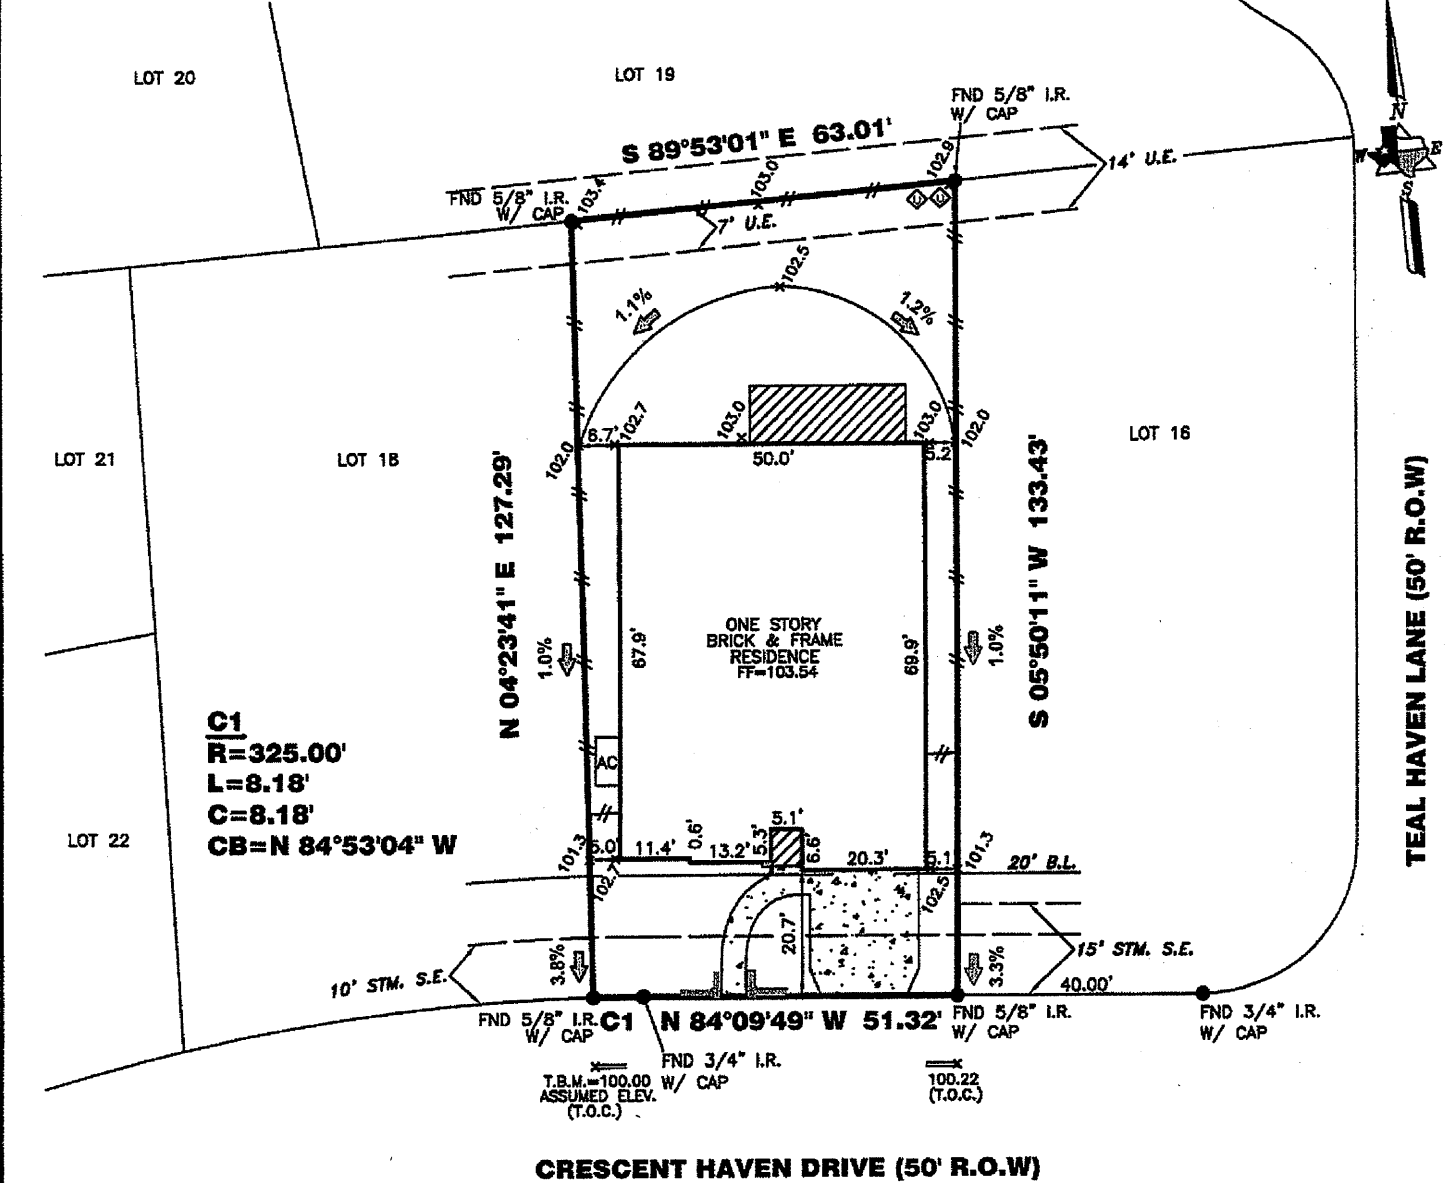 LOT 20
LOT 19
FND 5/8" I.R.
W/ CAP
S 89°53'01" E 63.01'
N
W
E
S
14' U.E.
102.9
103.0
103.4
FND 5/8" I.R.
W/ CAP
U
U
7' U.E.
102.5
1.1%
1.2%
102.7
103.0
103.0
102.0
102.0
6.7'
50.0'
5.2
LOT 21
LOT 18
LOT 16
N 04°23'41" E 127.29'
S 05°50'11" W 133.43'
TEAL HAVEN LANE (50' R.O.W)
ONE STORY
BRICK & FRAME
RESIDENCE
FF=103.54
67.9'
69.9'
1.0%
1.0%
C1
R=325.00'
L=8.18'
C=8.18'
CB=N 84°53'04" W
AC
LOT 22
5.1'
0.6'
5.3'
6.6'
101.3
5.0'
11.4'
13.2'
20.3'
5.1
101.3
20' B.L.
102.7
102.5
20.7'
3.8%
3.3%
10' STM. S.E.
15' STM. S.E.
40.00'
FND 5/8" I.R.
W/ CAP
C1
N 84°09'49" W 51.32'
FND 5/8" I.R.
W/ CAP
FND 3/4" I.R.
W/ CAP
FND 3/4" I.R.
W/ CAP
T.B.M.=100.00
ASSUMED ELEV.
(T.O.C.)
100.22
(T.O.C.)
CRESCENT HAVEN DRIVE (50' R.O.W)